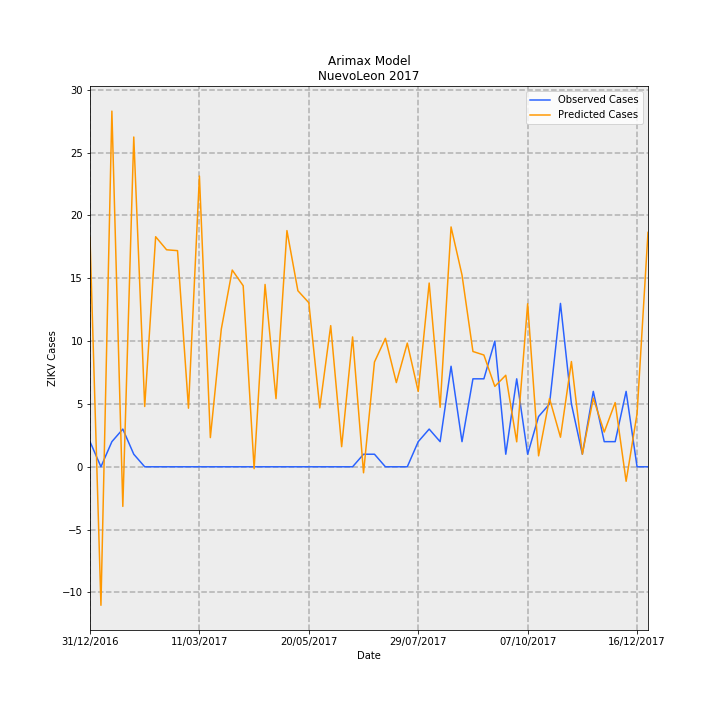 Arimax Model
NuevoLeon 2017
Observed Cases
Predicted Cases
30
25
20
15
10
5
0
−5
−10
ZIKV Cases
31/12/2016 11/03/2017 20/05/2017 29/07/2017 07/10/2017 16/12/2017
Date